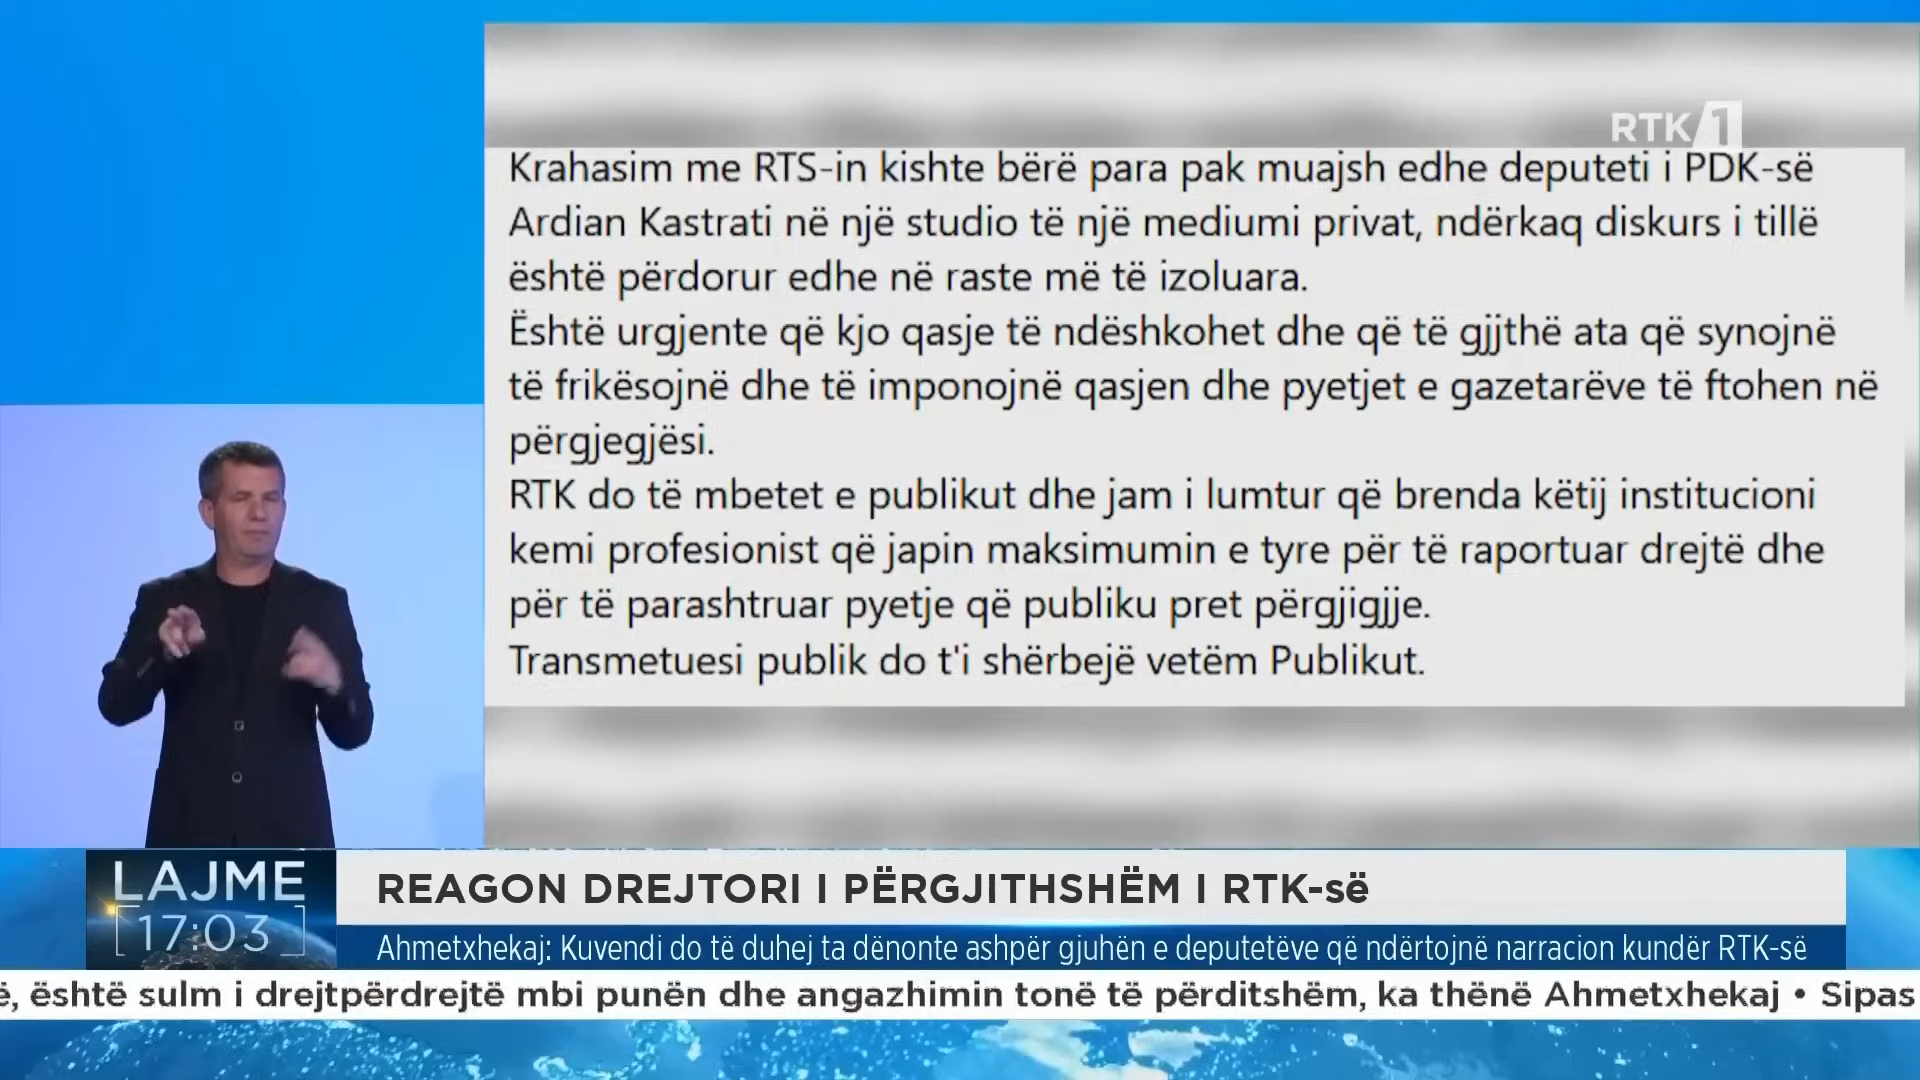 RTK 1
Krahasim me RTS-in kishte bërë para pak muajsh edhe deputeti i PDK-së
Ardian Kastrati në një studio të një mediumi privat, ndërkaq diskurs i tillë
është përdorur edhe në raste më të izoluara.
Është urgjente që kjo qasje të ndëshkohet dhe që të gjjthë ata që synojnë
të frikësojnë dhe të imponojnë qasjen dhe pyetjet e gazetarëve të ftohen në
përgjegjësi.
RTK do të mbetet e publikut dhe jam i lumtur që brenda këtij institucioni
kemi profesionist që japin maksimumin e tyre për të raportuar drejtë dhe
për të parashtruar pyetje që publiku pret përgjigjje.
Transmetuesi publik do t'i shërbejë vetëm Publikut.
LAJME
17:03
REAGON DREJTORI I PËRGJITHSHËM I RTK-së
Ahmetxhekaj: Kuvendi do të duhej ta dënonte ashpër gjuhën e deputetëve që ndërtojnë narracion kundër RTK-së
ë, është sulm i drejtpërdrejtë mbi punën dhe angazhimin tonë të përditshëm, ka thënë Ahmetxhekaj • Sipas